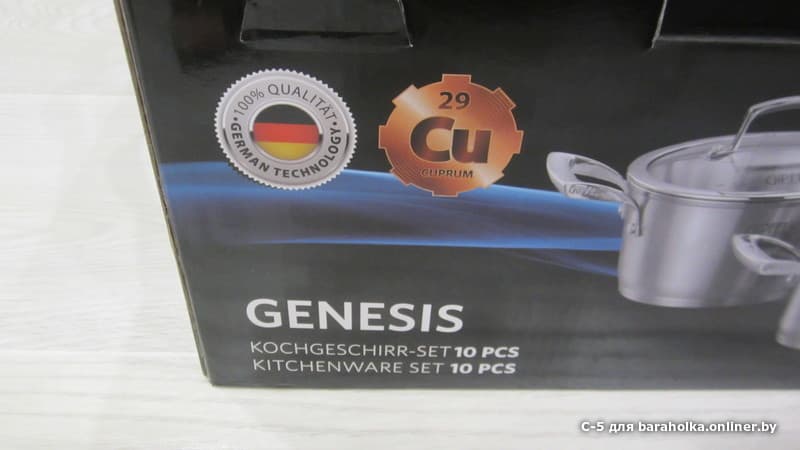 100% QUALITÄT
GERMAN TECHNOLOGY
29
Cu
CUPRUM
GENESIS
KOCHGESCHIRR-SET 10 PCS
KITCHENWARE SET 10 PCS
C-5 для baraholka.onliner.by